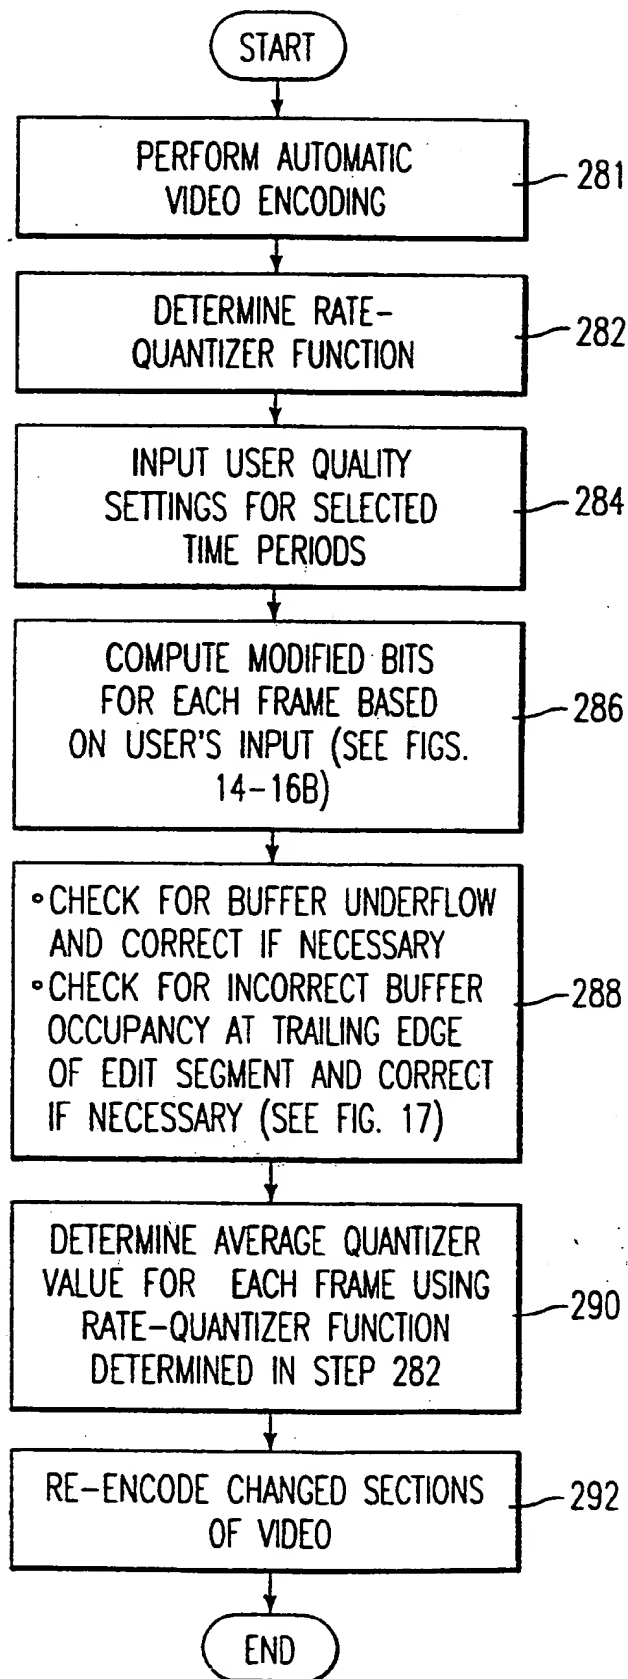 START
PERFORM AUTOMATIC
VIDEO ENCODING
281
DETERMINE RATE-
QUANTIZER FUNCTION
282
INPUT USER QUALITY
SETTINGS FOR SELECTED
TIME PERIODS
284
COMPUTE MODIFIED BITS
FOR EACH FRAME BASED
ON USER'S INPUT (SEE FIGS.
14-16B)
286
•CHECK FOR BUFFER UNDERFLOW
AND CORRECT IF NECESSARY
•CHECK FOR INCORRECT BUFFER
OCCUPANCY AT TRAILING EDGE
OF EDIT SEGMENT AND CORRECT
IF NECESSARY (SEE FIG. 17)
288
DETERMINE AVERAGE QUANTIZER
VALUE FOR EACH FRAME USING
RATE-QUANTIZER FUNCTION
DETERMINED IN STEP 282
290
RE-ENCODE CHANGED SECTIONS
OF VIDEO
292
END